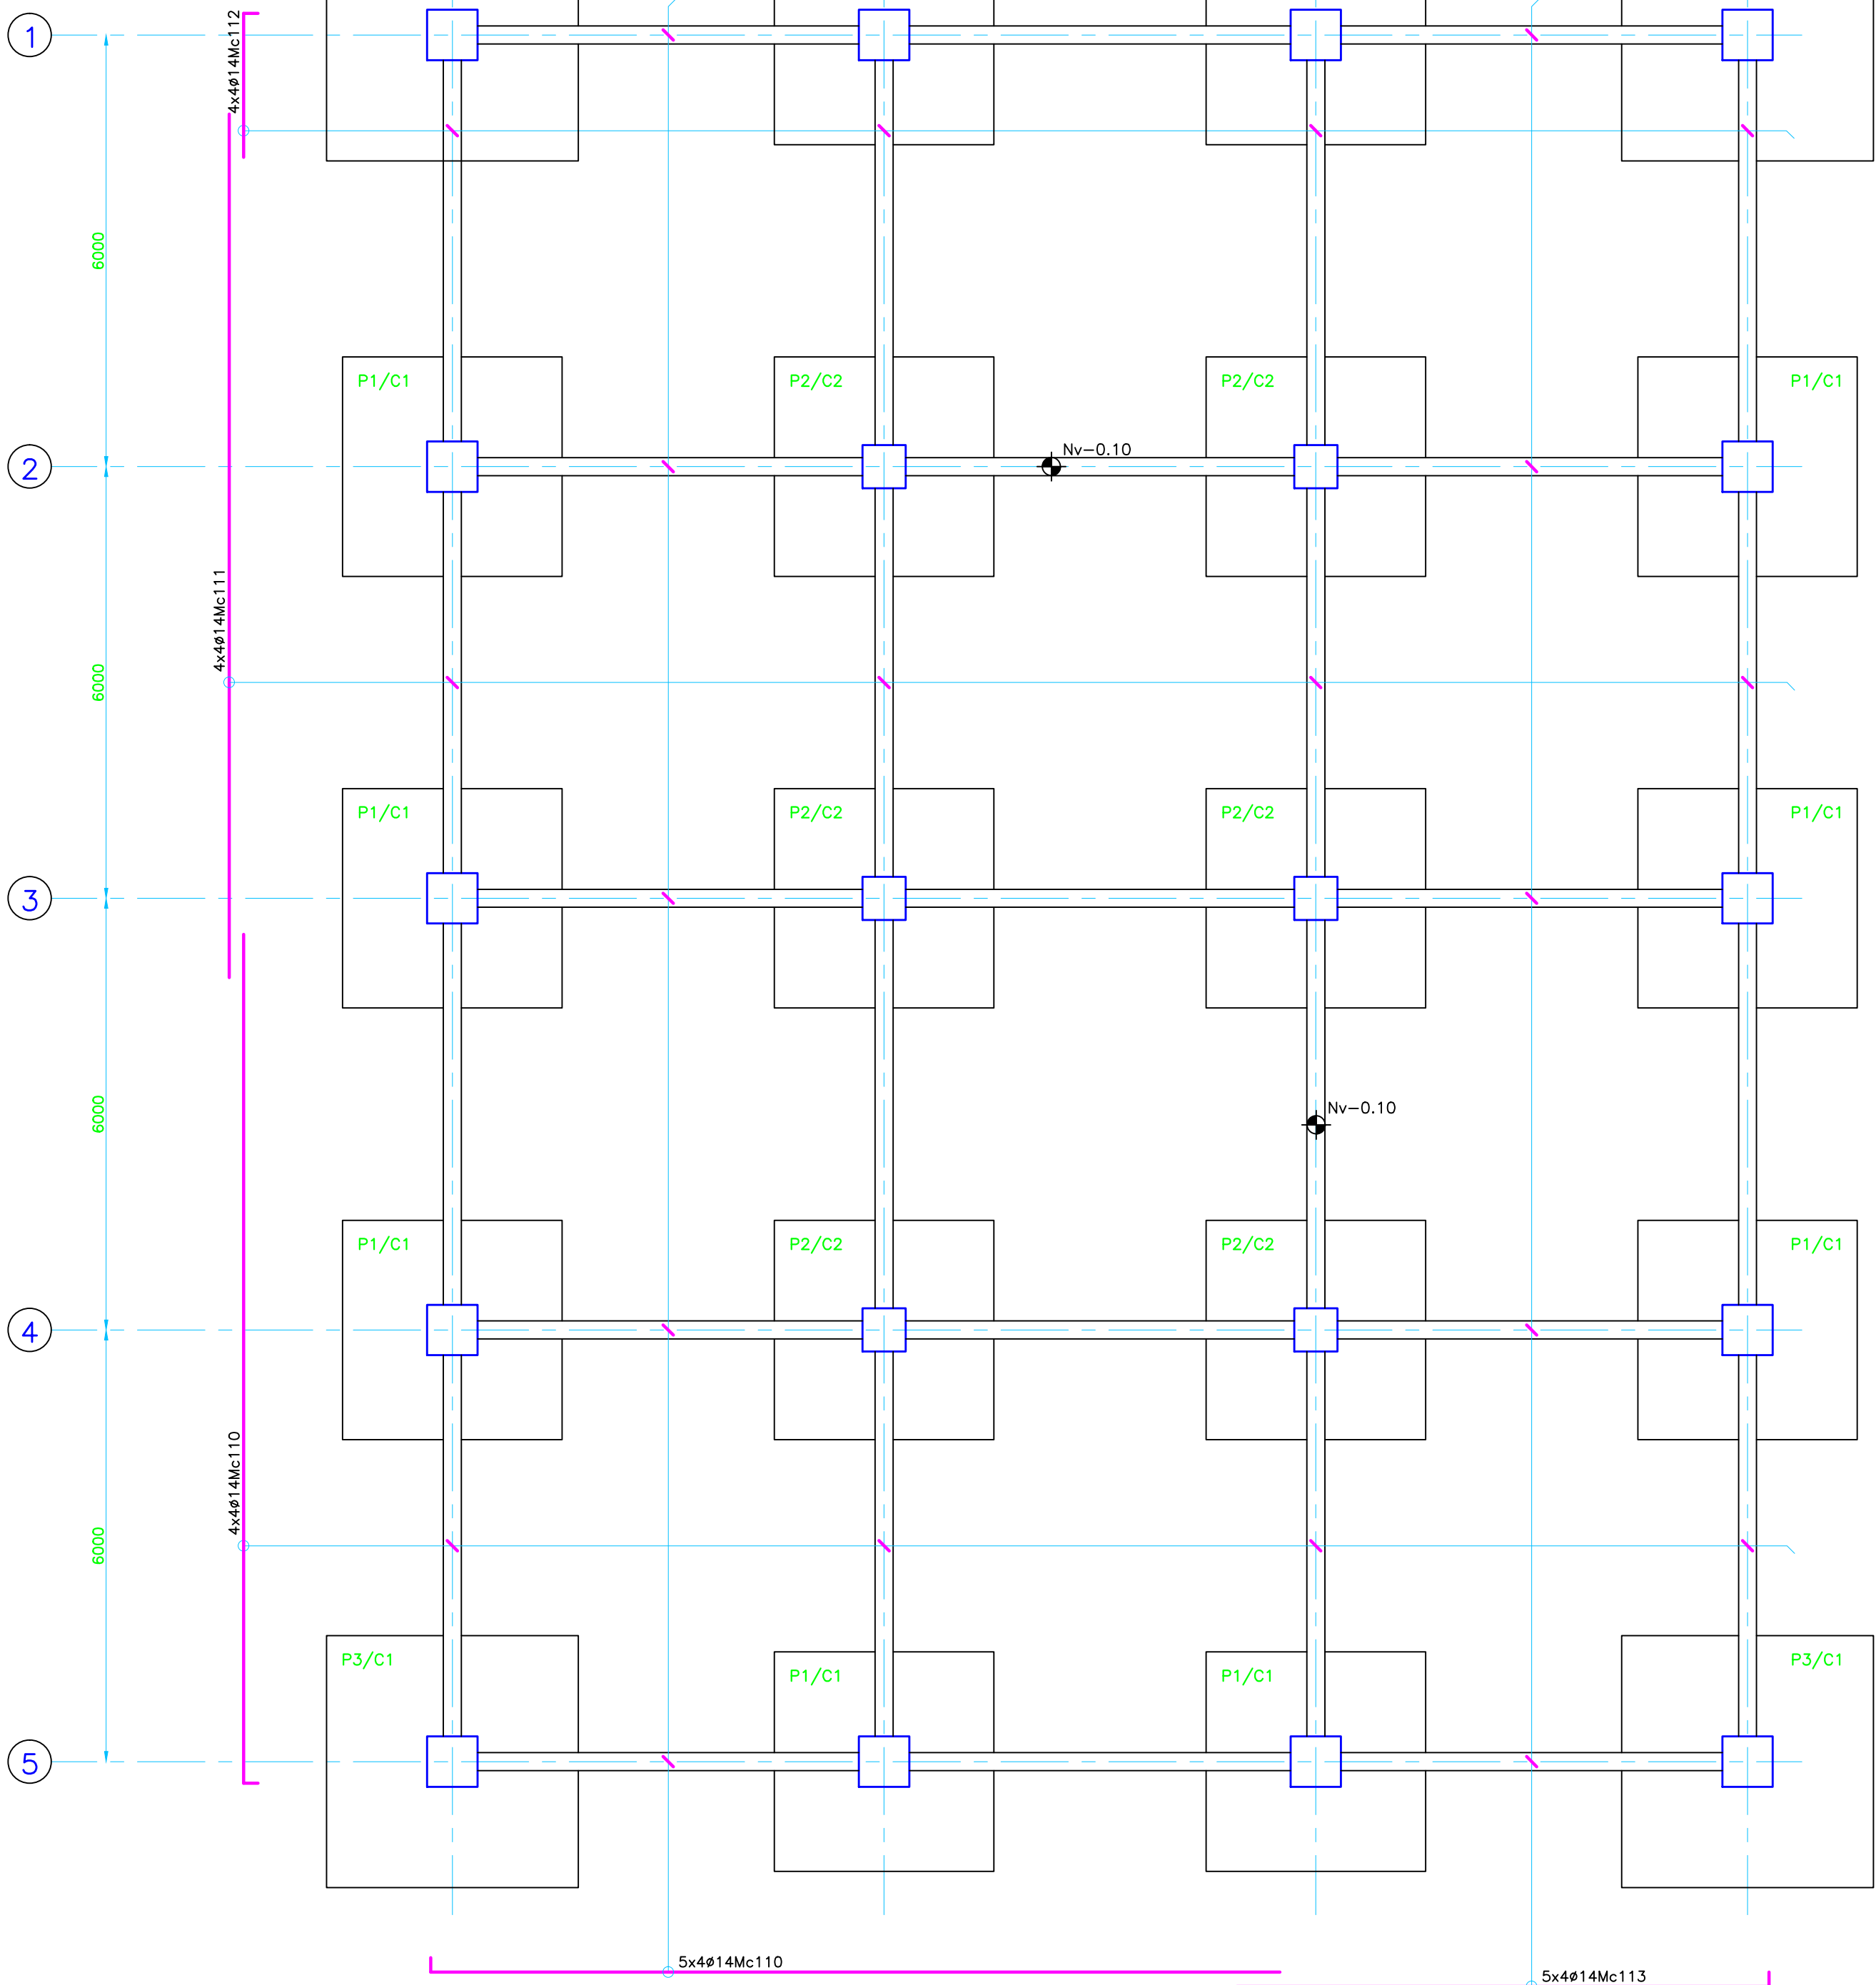 1
4x4ø14Mc112
6000
P1/C1
P2/C2
P2/C2
P1/C1
Nv-0.10
2
4x4ø14Mc111
6000
P1/C1
P2/C2
P2/C2
P1/C1
3
Nv-0.10
6000
P1/C1
P2/C2
P2/C2
P1/C1
4
4x4ø14Mc110
6000
P3/C1
P1/C1
P1/C1
P3/C1
5
5x4ø14Mc110
5x4ø14Mc113